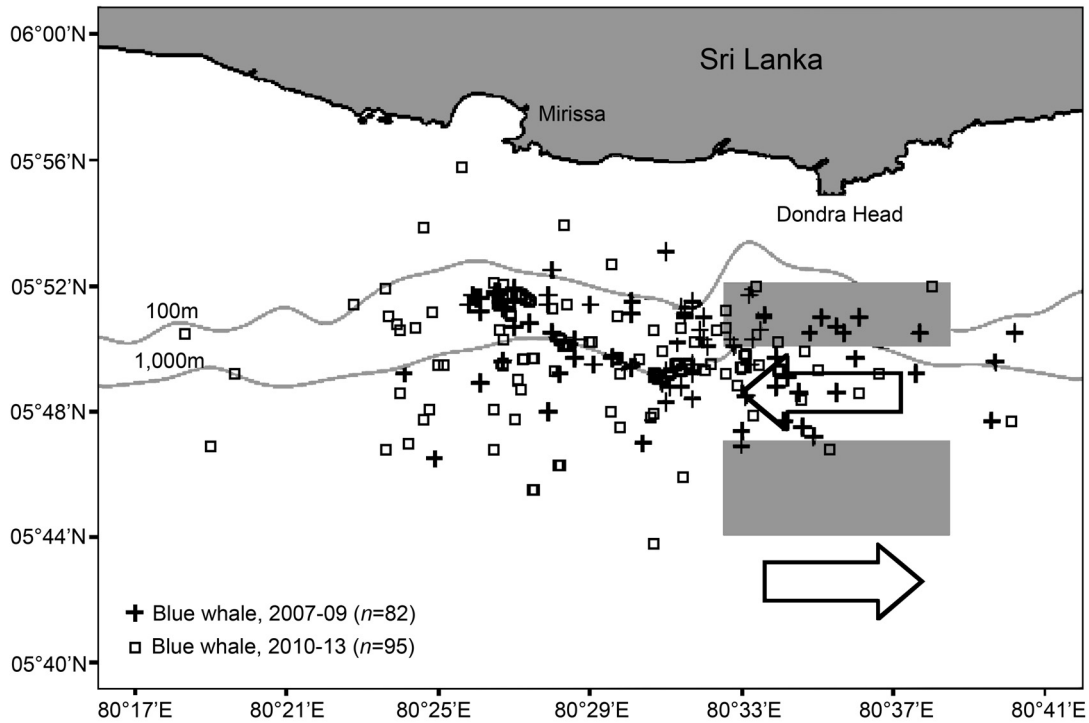 06°00’N
Sri Lanka
Mirissa
05°56’N
Dondra Head
05°52’N
100m
1,000m
05°48’N
05°44’N
Blue whale, 2007-09 (n=82)
Blue whale, 2010-13 (n=95)
05°40’N
80°17’E 80°21’E 80°25’E 80°29’E 80°33’E 80°37’E 80°41’E